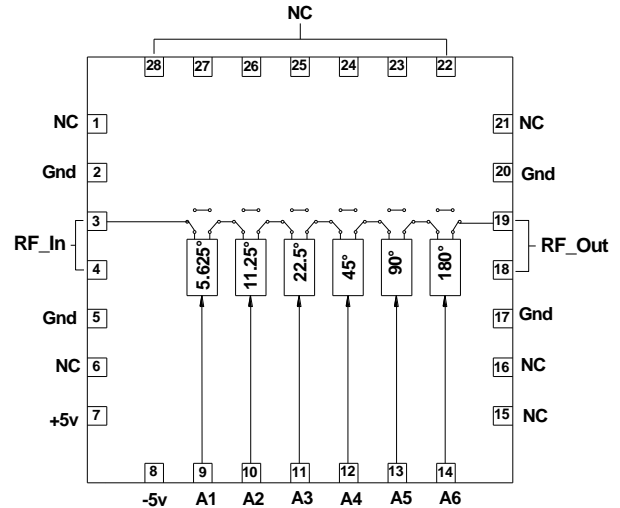 NC
28 27 26 25 24 23 22
NC 1 21 NC
Gnd 2 20 Gnd
3 19
RF_In RF_Out
4 18
5.625° 11.25° 22.5° 45° 90° 180°
Gnd 5 17 Gnd
NC 6 16 NC
+5v 7 15 NC
8 9 10 11 12 13 14
-5v A1 A2 A3 A4 A5 A6